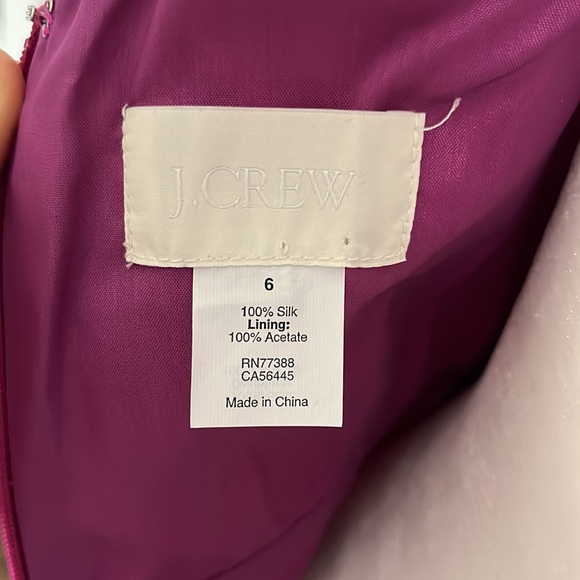 J.CREW
6
100% Silk
Lining:
100% Acetate
RN77388
CA56445
Made in China